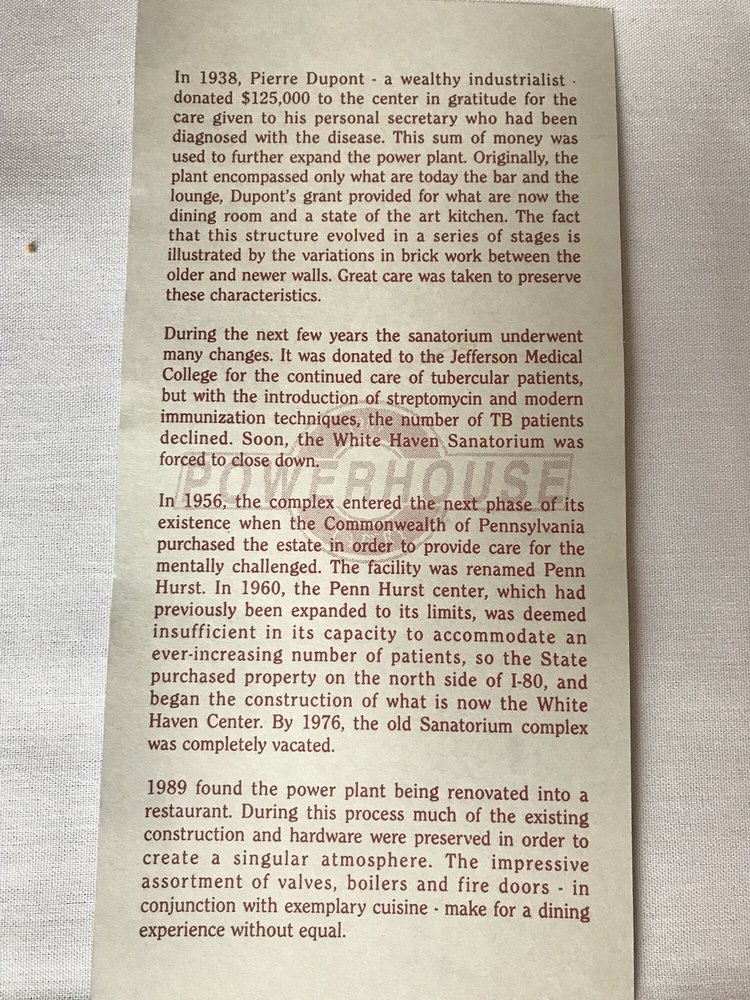 In 1938, Pierre Dupont - a wealthy industrialist -
donated $125,000 to the center in gratitude for the
care given to his personal secretary who had been
diagnosed with the disease. This sum of money was
used to further expand the power plant. Originally, the
plant encompassed only what are today the bar and the
lounge, Dupont's grant provided for what are now the
dining room and a state of the art kitchen. The fact
that this structure evolved in a series of stages is
illustrated by the variations in brick work between the
older and newer walls. Great care was taken to preserve
these characteristics.
During the next few years the sanatorium underwent
many changes. It was donated to the Jefferson Medical
College for the continued care of tubercular patients,
but with the introduction of streptomycin and modern
immunization techniques, the number of TB patients
declined. Soon, the White Haven Sanatorium was
forced to close down.
POWERHOUSE
In 1956, the complex entered the next phase of its
existence when the Commonwealth of Pennsylvania
purchased the estate in order to provide care for the
mentally challenged. The facility was renamed Penn
Hurst. In 1960, the Penn Hurst center, which had
previously been expanded to its limits, was deemed
insufficient in its capacity to accommodate an
ever-increasing number of patients, so the State
purchased property on the north side of I-80, and
began the construction of what is now the White
Haven Center. By 1976, the old Sanatorium complex
was completely vacated.
1989 found the power plant being renovated into a
restaurant. During this process much of the existing
construction and hardware were preserved in order to
create a singular atmosphere. The impressive
assortment of valves, boilers and fire doors - in
conjunction with exemplary cuisine - make for a dining
experience without equal.